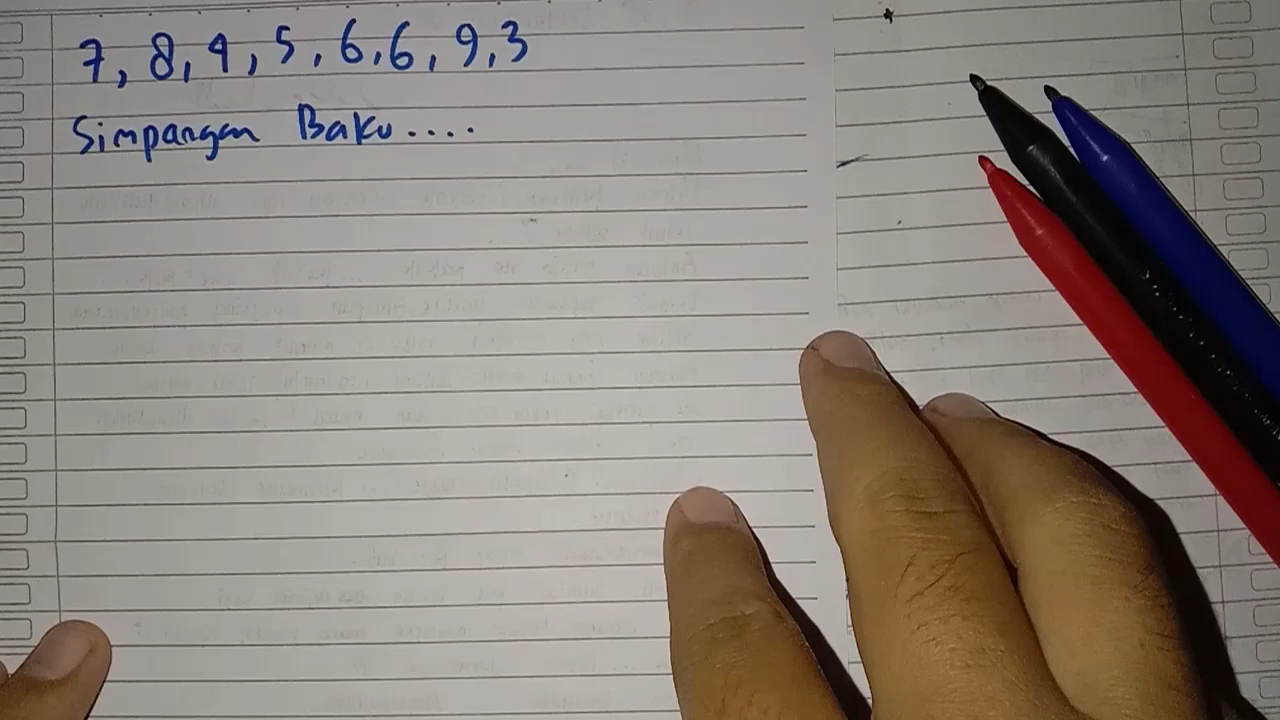 7, 8, 4, 5, 6, 6, 9, 3
Simpangan Baku....